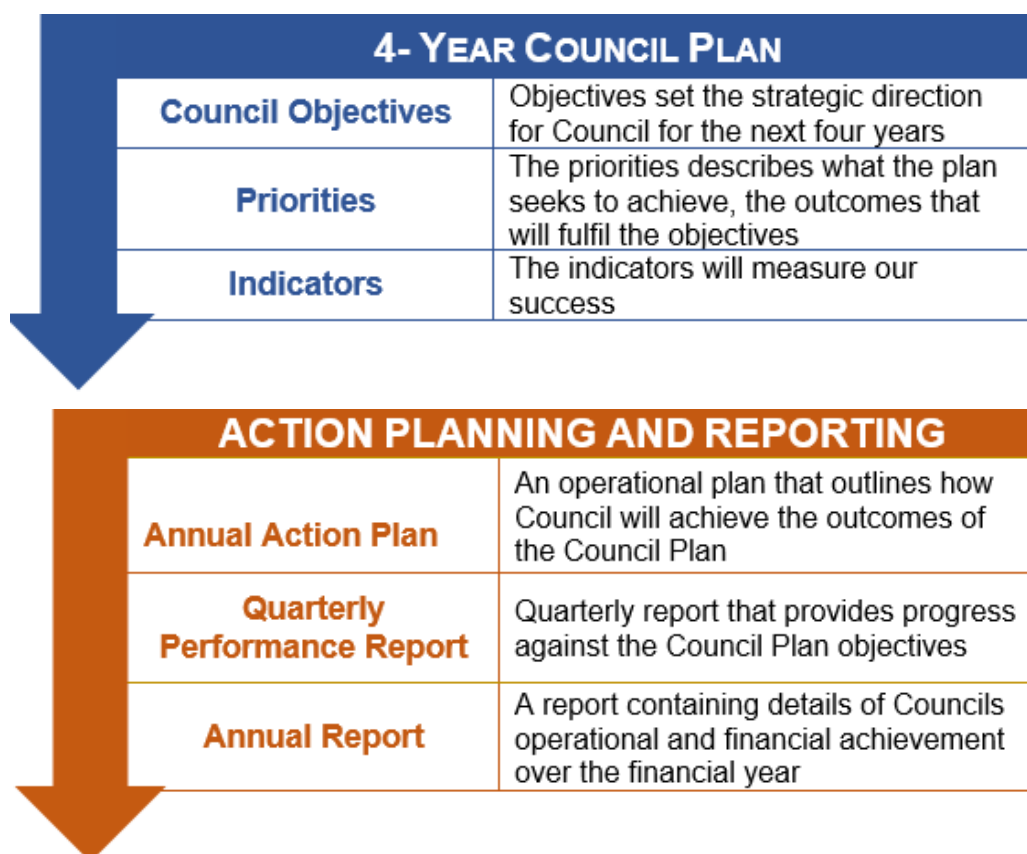 4- YEAR COUNCIL PLAN
Council Objectives
Objectives set the strategic direction
for Council for the next four years
Priorities
The priorities describes what the plan
seeks to achieve, the outcomes that
will fulfil the objectives
Indicators
The indicators will measure our
success
ACTION PLANNING AND REPORTING
Annual Action Plan
An operational plan that outlines how
Council will achieve the outcomes of
the Council Plan
Quarterly
Performance Report
Quarterly report that provides progress
against the Council Plan objectives
Annual Report
A report containing details of Councils
operational and financial achievement
over the financial year